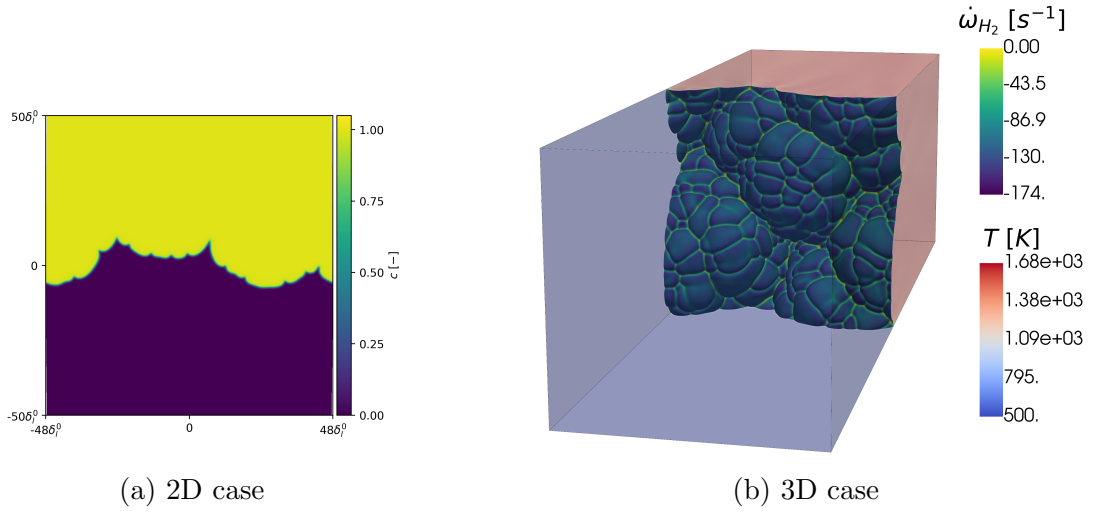 50δ_l^0
0
-50δ_l^0
-48δ_l^0
0
48δ_l^0
1.00
0.75
0.50
0.25
0.00
c [−]
ω̇_{H_2} [s^{-1}]
0.00
-43.5
-86.9
-130.
-174.
T [K]
1.68e+03
1.38e+03
1.09e+03
795.
500.
(a) 2D case
(b) 3D case